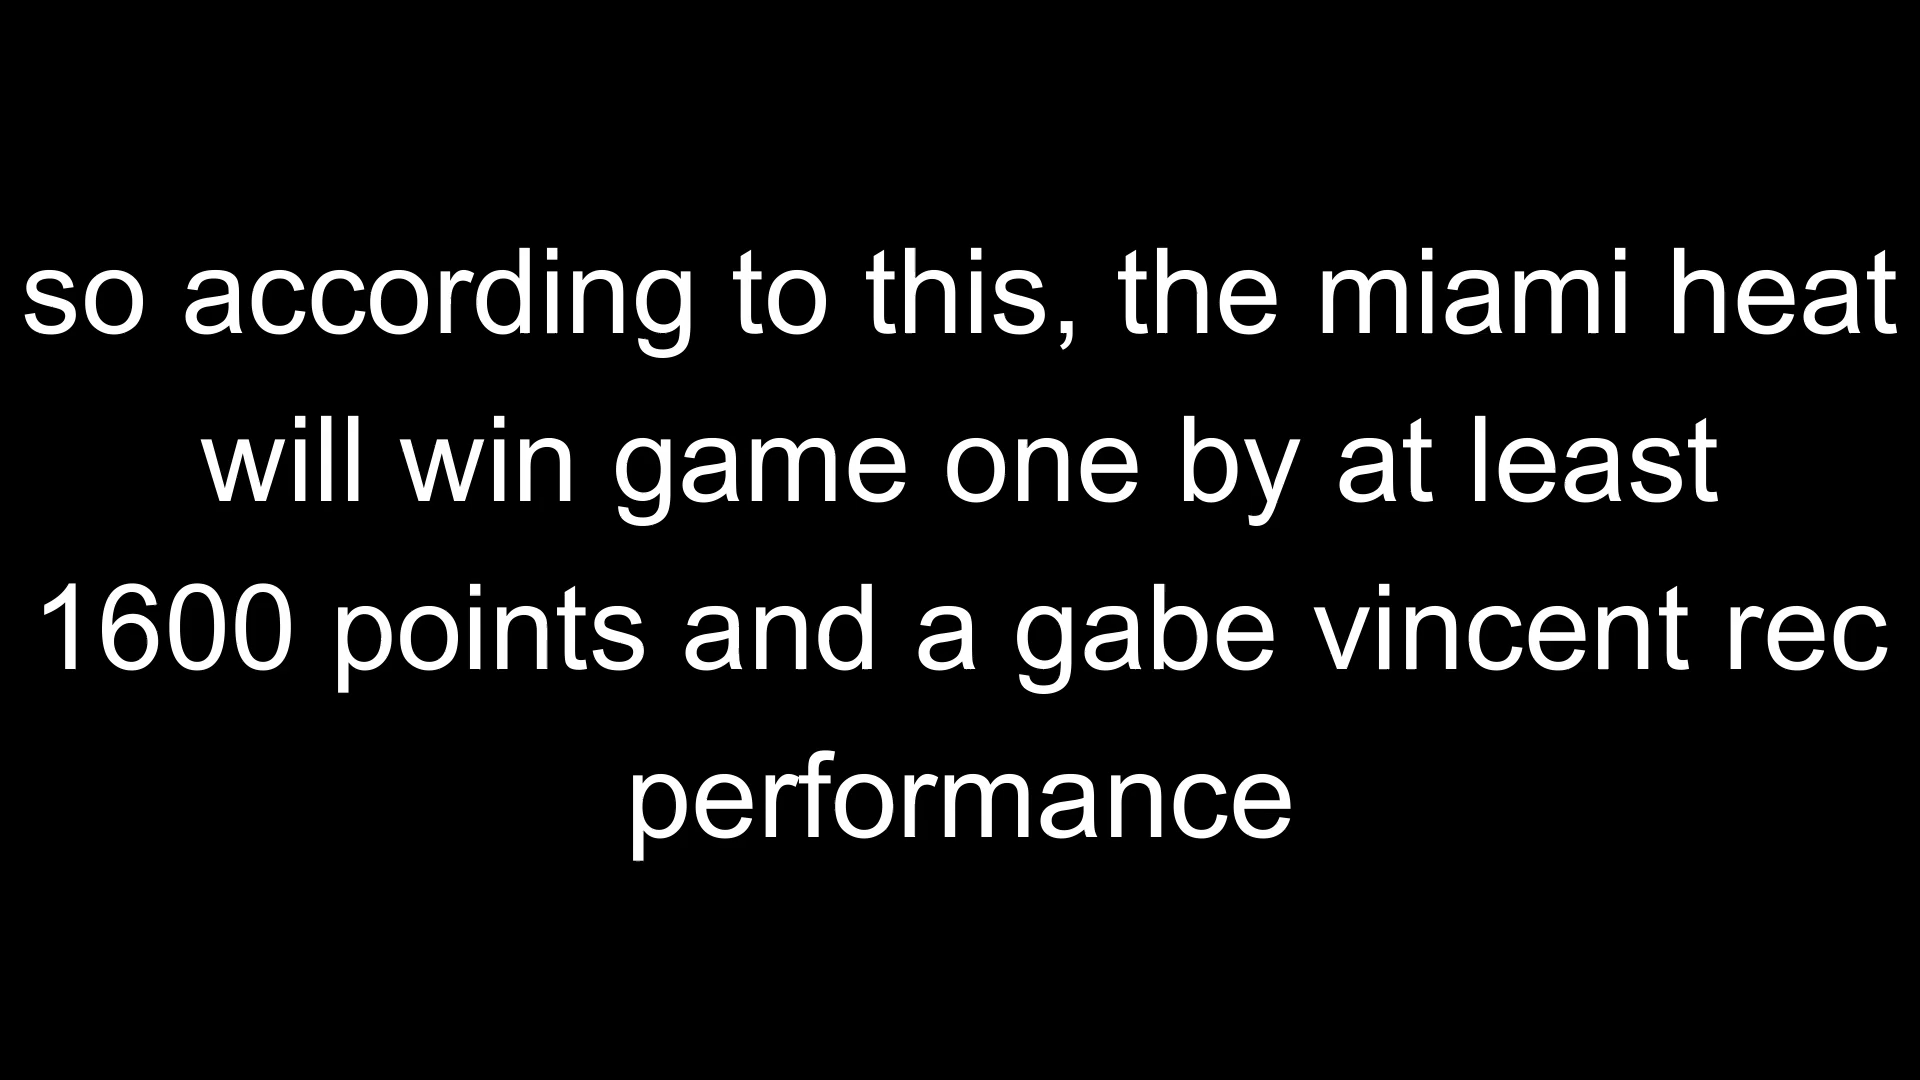 so according to this, the miami heat
will win game one by at least
1600 points and a gabe vincent rec
performance